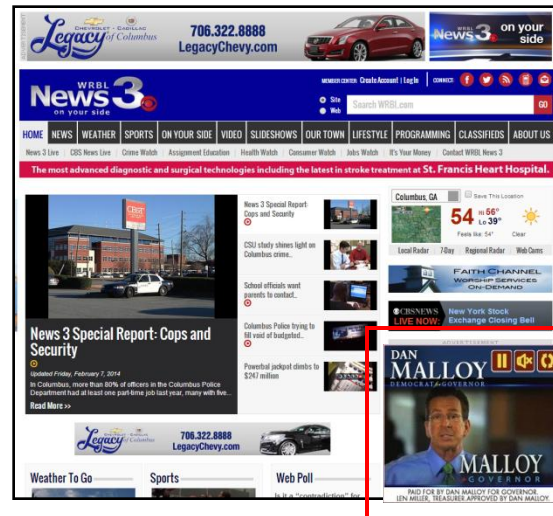 ADVERTISEMENT
CHEVROLET - CADILLAC
Legacy of Columbus
706.322.8888
LegacyChevy.com
WRBL
News 3
on your side
MEMBER CENTER: Create Account | Log In
CONNECT:
WRBL
News 3
on your side
Site
Web
Search WRBL.com
GO
HOME NEWS WEATHER SPORTS ON YOUR SIDE VIDEO SLIDESHOWS OUR TOWN LIFESTYLE PROGRAMMING CLASSIFIEDS ABOUT US
News 3 Live | CBS News Live | Crime Watch | Assignment Education | Health Watch | Consumer Watch | Jobs Watch | It's Your Money | Contact WRBL News 3
The most advanced diagnostic and surgical technologies including the latest in stroke treatment at St. Francis Heart Hospital.
News 3 Special Report: Cops and Security
Updated Friday, February 7, 2014
In Columbus, more than 80% of officers in the Columbus Police
Department had at least one part-time job last year, many with five...
Read More >>
News 3 Special Report:
Cops and Security
CSU study shines light on
Columbus crime..
School officials want
parents to contact..
Columbus Police trying to
fill void of budgeted..
Powerball jackpot climbs to
$247 million
Columbus, GA
Save This Location
54
Hi 56°
Lo 39°
Feels like: 54°
Clear
Local Radar | 7-Day | Regional Radar | Web Cams
FAITH CHANNEL
WORSHIP SERVICES
ON-DEMAND
CBSNEWS
LIVE NOW:
New York Stock
Exchange Closing Bell
ADVERTISEMENT
DAN
MALLOY
DEMOCRAT for GOVERNOR
MALLOY
GOVERNOR
PAID FOR BY DAN MALLOY FOR GOVERNOR.
LEN MILLER, TREASURER APPROVED BY DAN MALLOY.
Legacy of Columbus
706.322.8888
LegacyChevy.com
Weather To Go
Sports
Web Poll
Is it a "contradiction" for